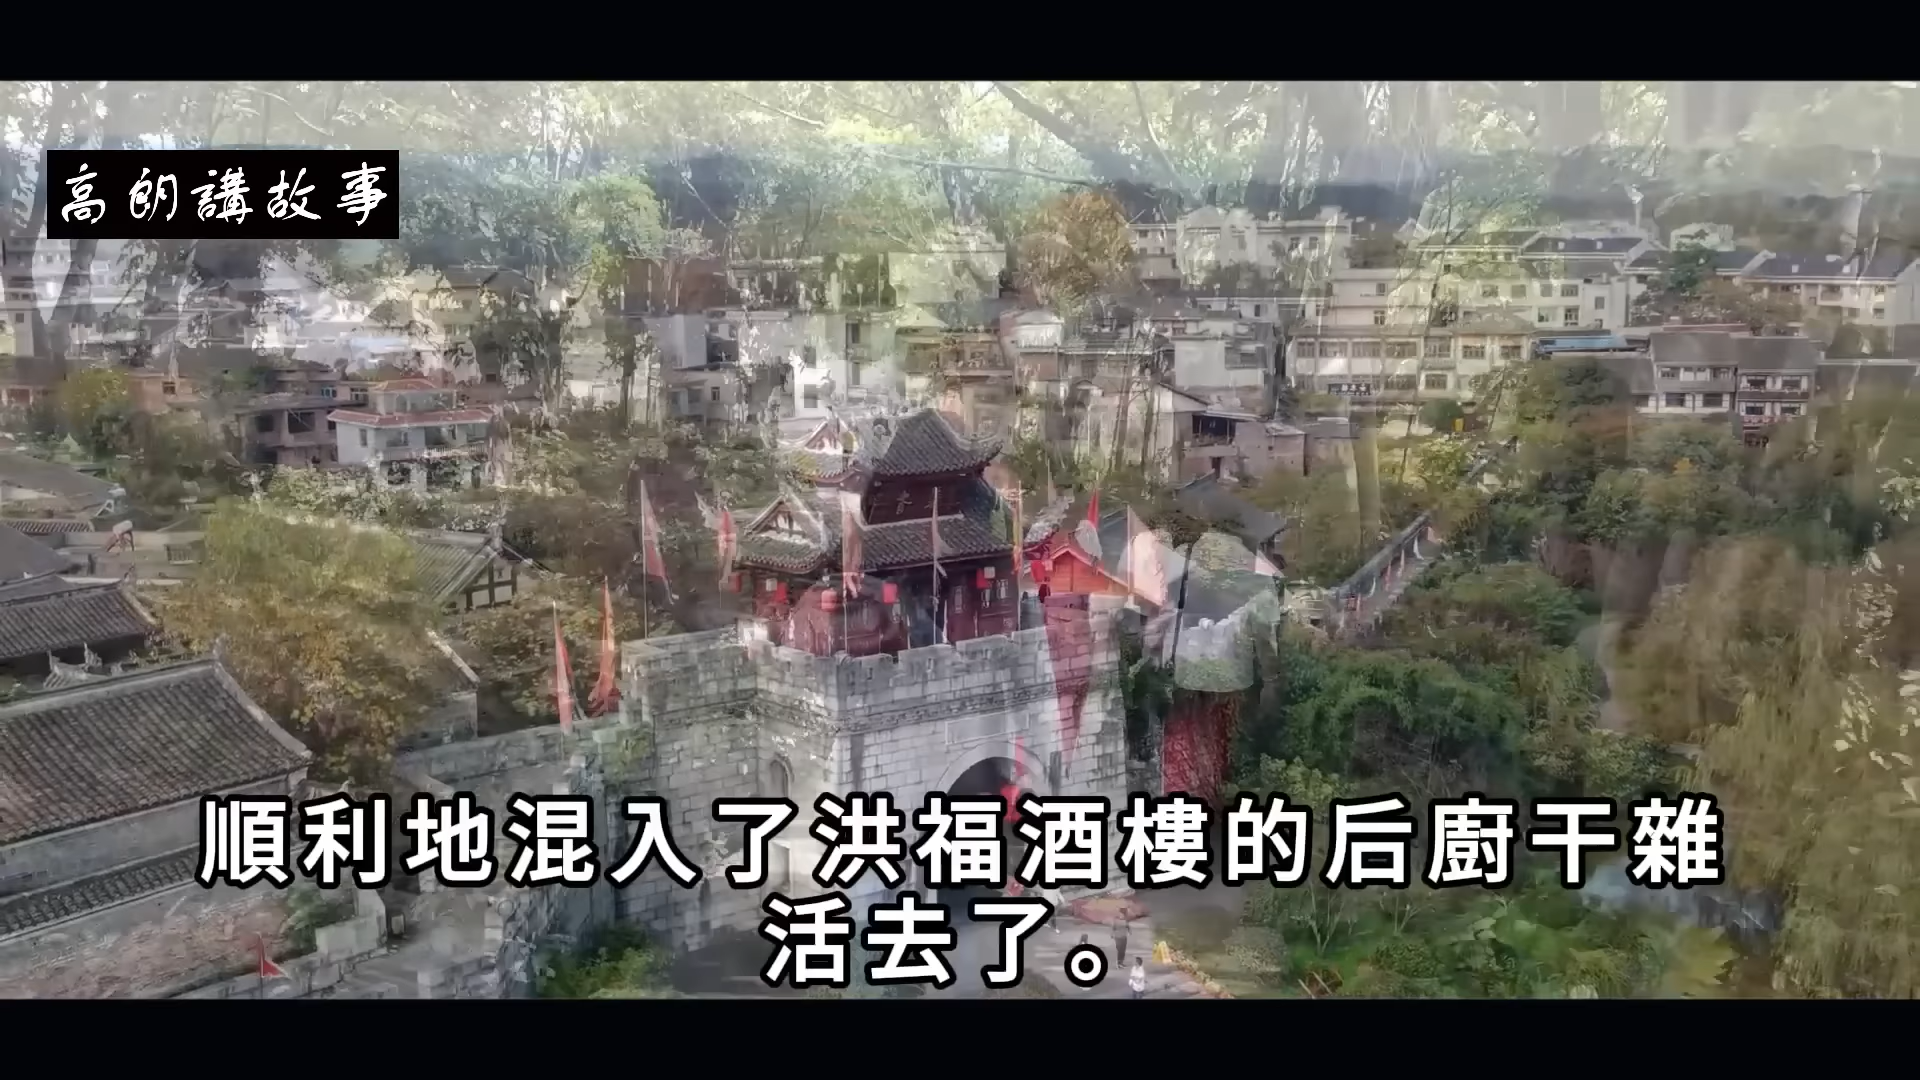 高朗講故事
順利地混入了洪福酒樓的后廚干雜
活去了。